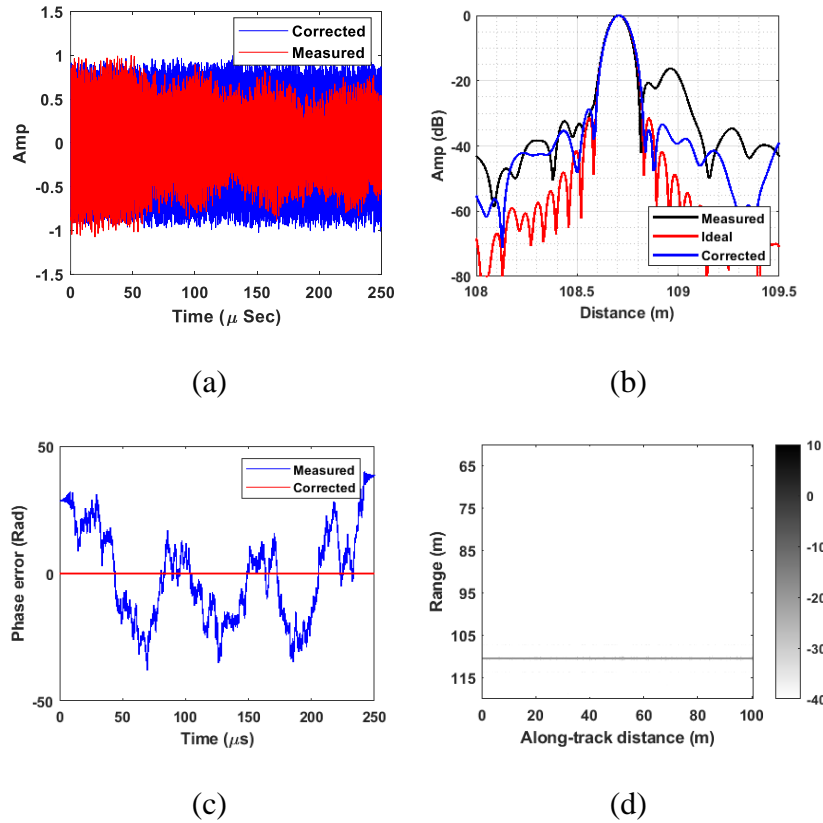 1.5
1
0.5
0
-0.5
-1
-1.5
Amp
0 50 100 150 200 250
Time (μ Sec)
Corrected
Measured
(a)
0
-20
-40
-60
-80
Amp (dB)
108 108.5 109 109.5
Distance (m)
Measured
Ideal
Corrected
(b)
50
0
-50
Phase error (Rad)
0 50 100 150 200 250
Time (μs)
Measured
Corrected
(c)
60
75
90
105
115
Range (m)
0 20 40 60 80 100
Along-track distance (m)
10
0
-10
-20
-30
-40
(d)